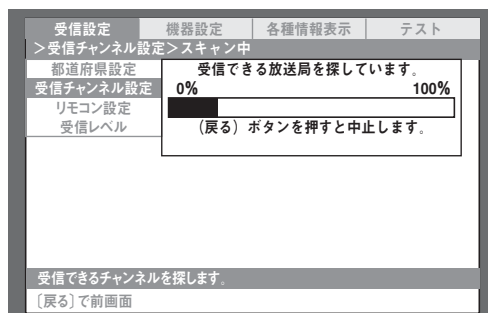 受信設定 機器設定 各種情報表示 テスト
>受信チャンネル設定>スキャン中
都道府県設定
受信チャンネル設定
リモコン設定
受信レベル
受信できる放送局を探しています。
0% 100%
(戻る) ボタンを押すと中止します。
受信できるチャンネルを探します。
〔戻る〕で前画面